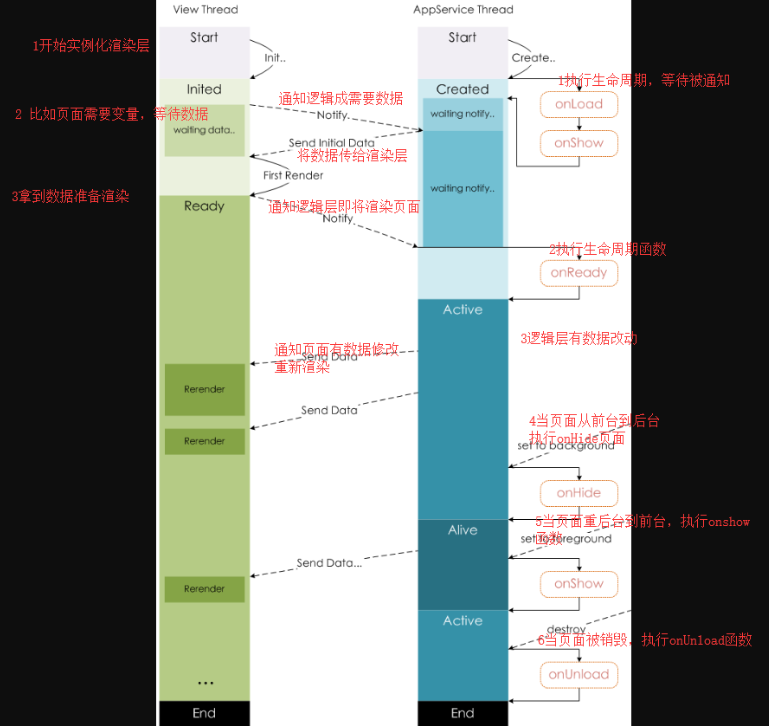 View Thread
AppService Thread
Start
Start
1开始实例化渲染层
Init..
Create..
1执行生命周期，等待被通知
Inited
Created
onLoad
通知逻辑成需要数据
2 比如页面需要变量，等待数据
Notify
waiting notify..
waiting data..
Send Initial Data
onShow
将数据传给渲染层
First Render
waiting notify..
3拿到数据准备渲染
Ready
通知逻辑层即将渲染页面
Notify
2执行生命周期函数
onReady
Active
3逻辑层有数据改动
通知页面有数据修改
Send Data
重新渲染
Rerender
Send Data
4当页面从前台到后台
执行onHide页面
Rerender
set to background
onHide
5当页面重后台到前台，执行onshow
函数
Alive
set to foreground
Send Data...
Rerender
onShow
Active
destroy
6当页面被销毁，执行onUnload函数
onUnload
...
End
End